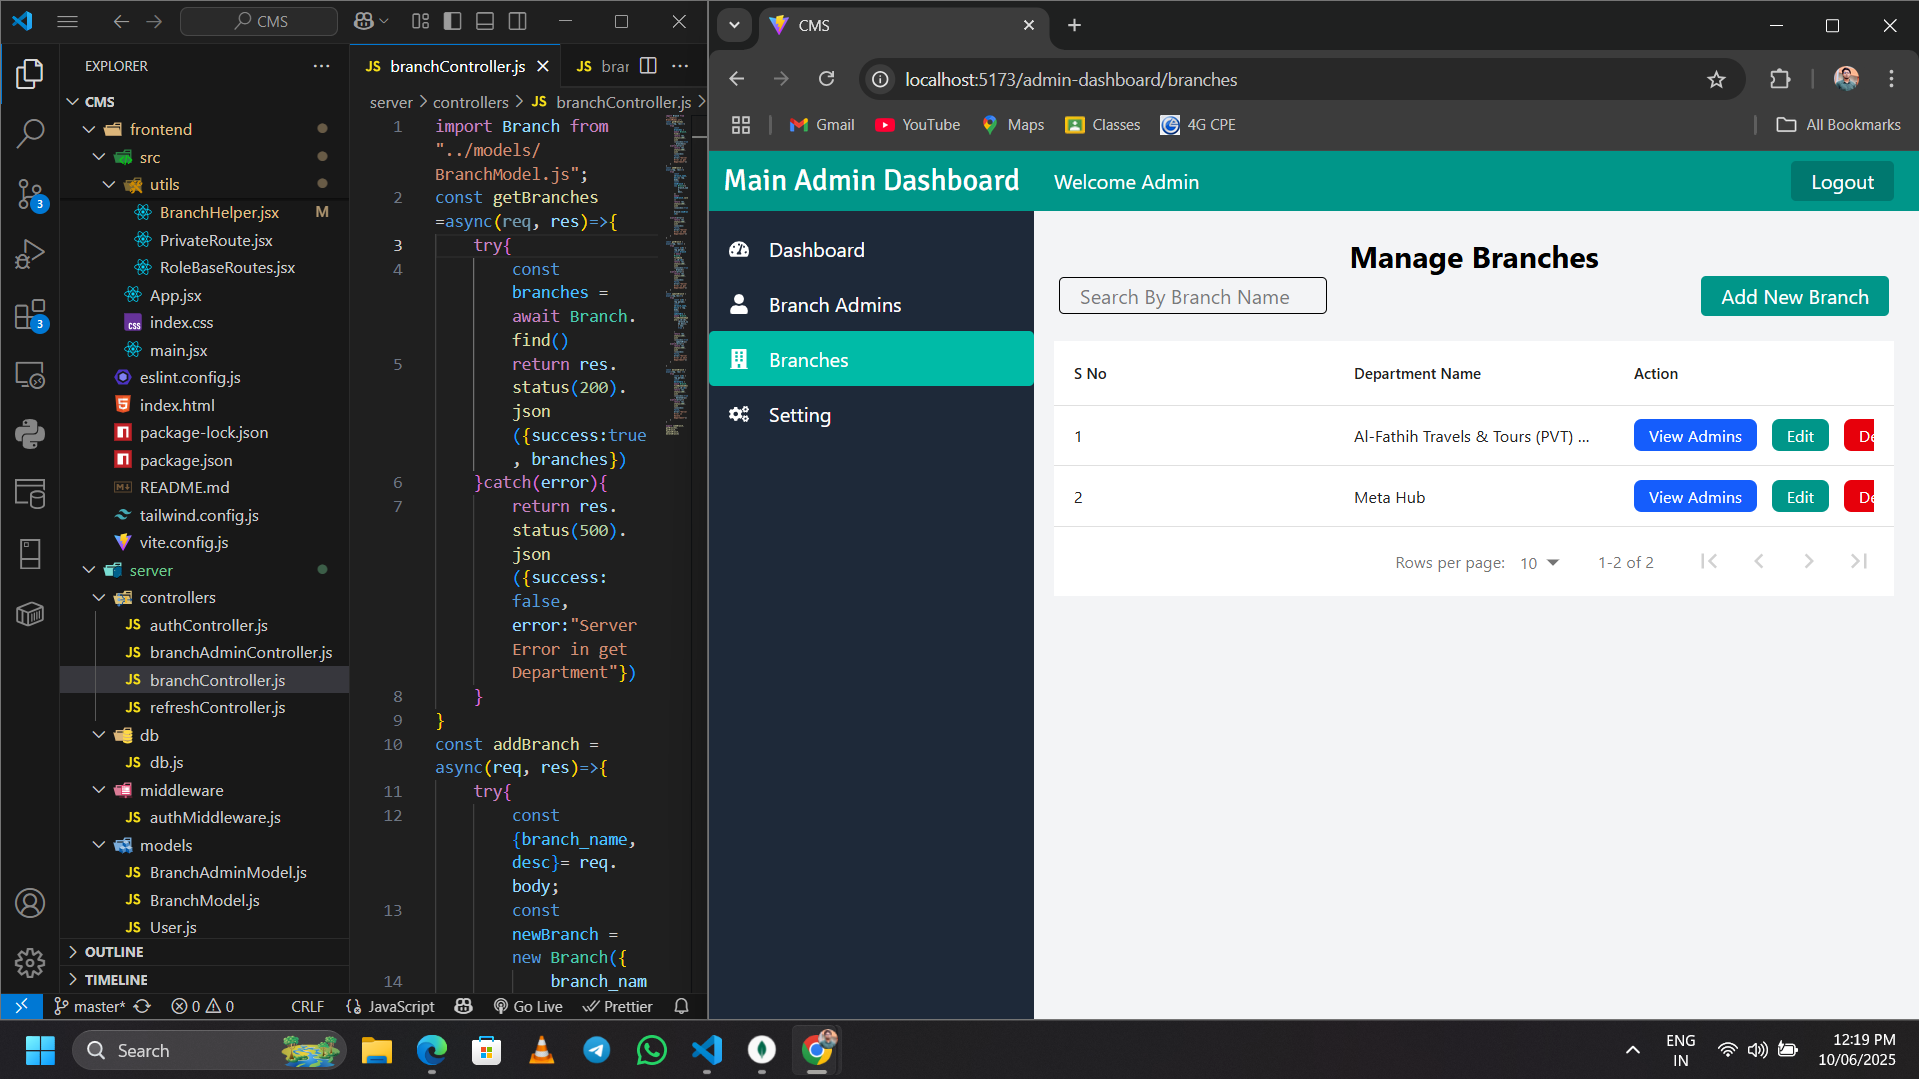 CMS
EXPLORER
CMS
frontend
src
utils
BranchHelper.jsx M
PrivateRoute.jsx
RoleBaseRoutes.jsx
App.jsx
index.css
main.jsx
eslint.config.js
index.html
package-lock.json
package.json
README.md
tailwind.config.js
vite.config.js
server
controllers
authController.js
branchAdminController.js
branchController.js
refreshController.js
db
db.js
middleware
authMiddleware.js
models
BranchAdminModel.js
BranchModel.js
User.js
OUTLINE
TIMELINE
3
3
JS branchController.js
JS brar
server > controllers > JS branchController.js >
1 import Branch from
"../models/
BranchModel.js";
2 const getBranches
=async(req, res)=>{
3 try{
4 const
branches =
await Branch.
find()
5 return res.
status(200).
json
({success:true
, branches})
6 }catch(error){
7 return res.
status(500).
json
({success:
false,
error:"Server
Error in get
Department"})
8 }
9 }
10 const addBranch =
async(req, res)=>{
11 try{
12 const
{branch_name,
desc}= req.
body;
13 const
newBranch =
new Branch({
14 branch_nam
master* 0 0 CRLF {} JavaScript Go Live Prettier
CMS
localhost:5173/admin-dashboard/branches
Gmail YouTube Maps Classes 4G CPE All Bookmarks
Main Admin Dashboard Welcome Admin Logout
Dashboard
Branch Admins
Branches
Setting
Manage Branches
Search By Branch Name Add New Branch
S No Department Name Action
1 Al-Fathih Travels & Tours (PVT) ... View Admins Edit De
2 Meta Hub View Admins Edit De
Rows per page: 10 1-2 of 2
Search
ENG
IN
12:19 PM
10/06/2025